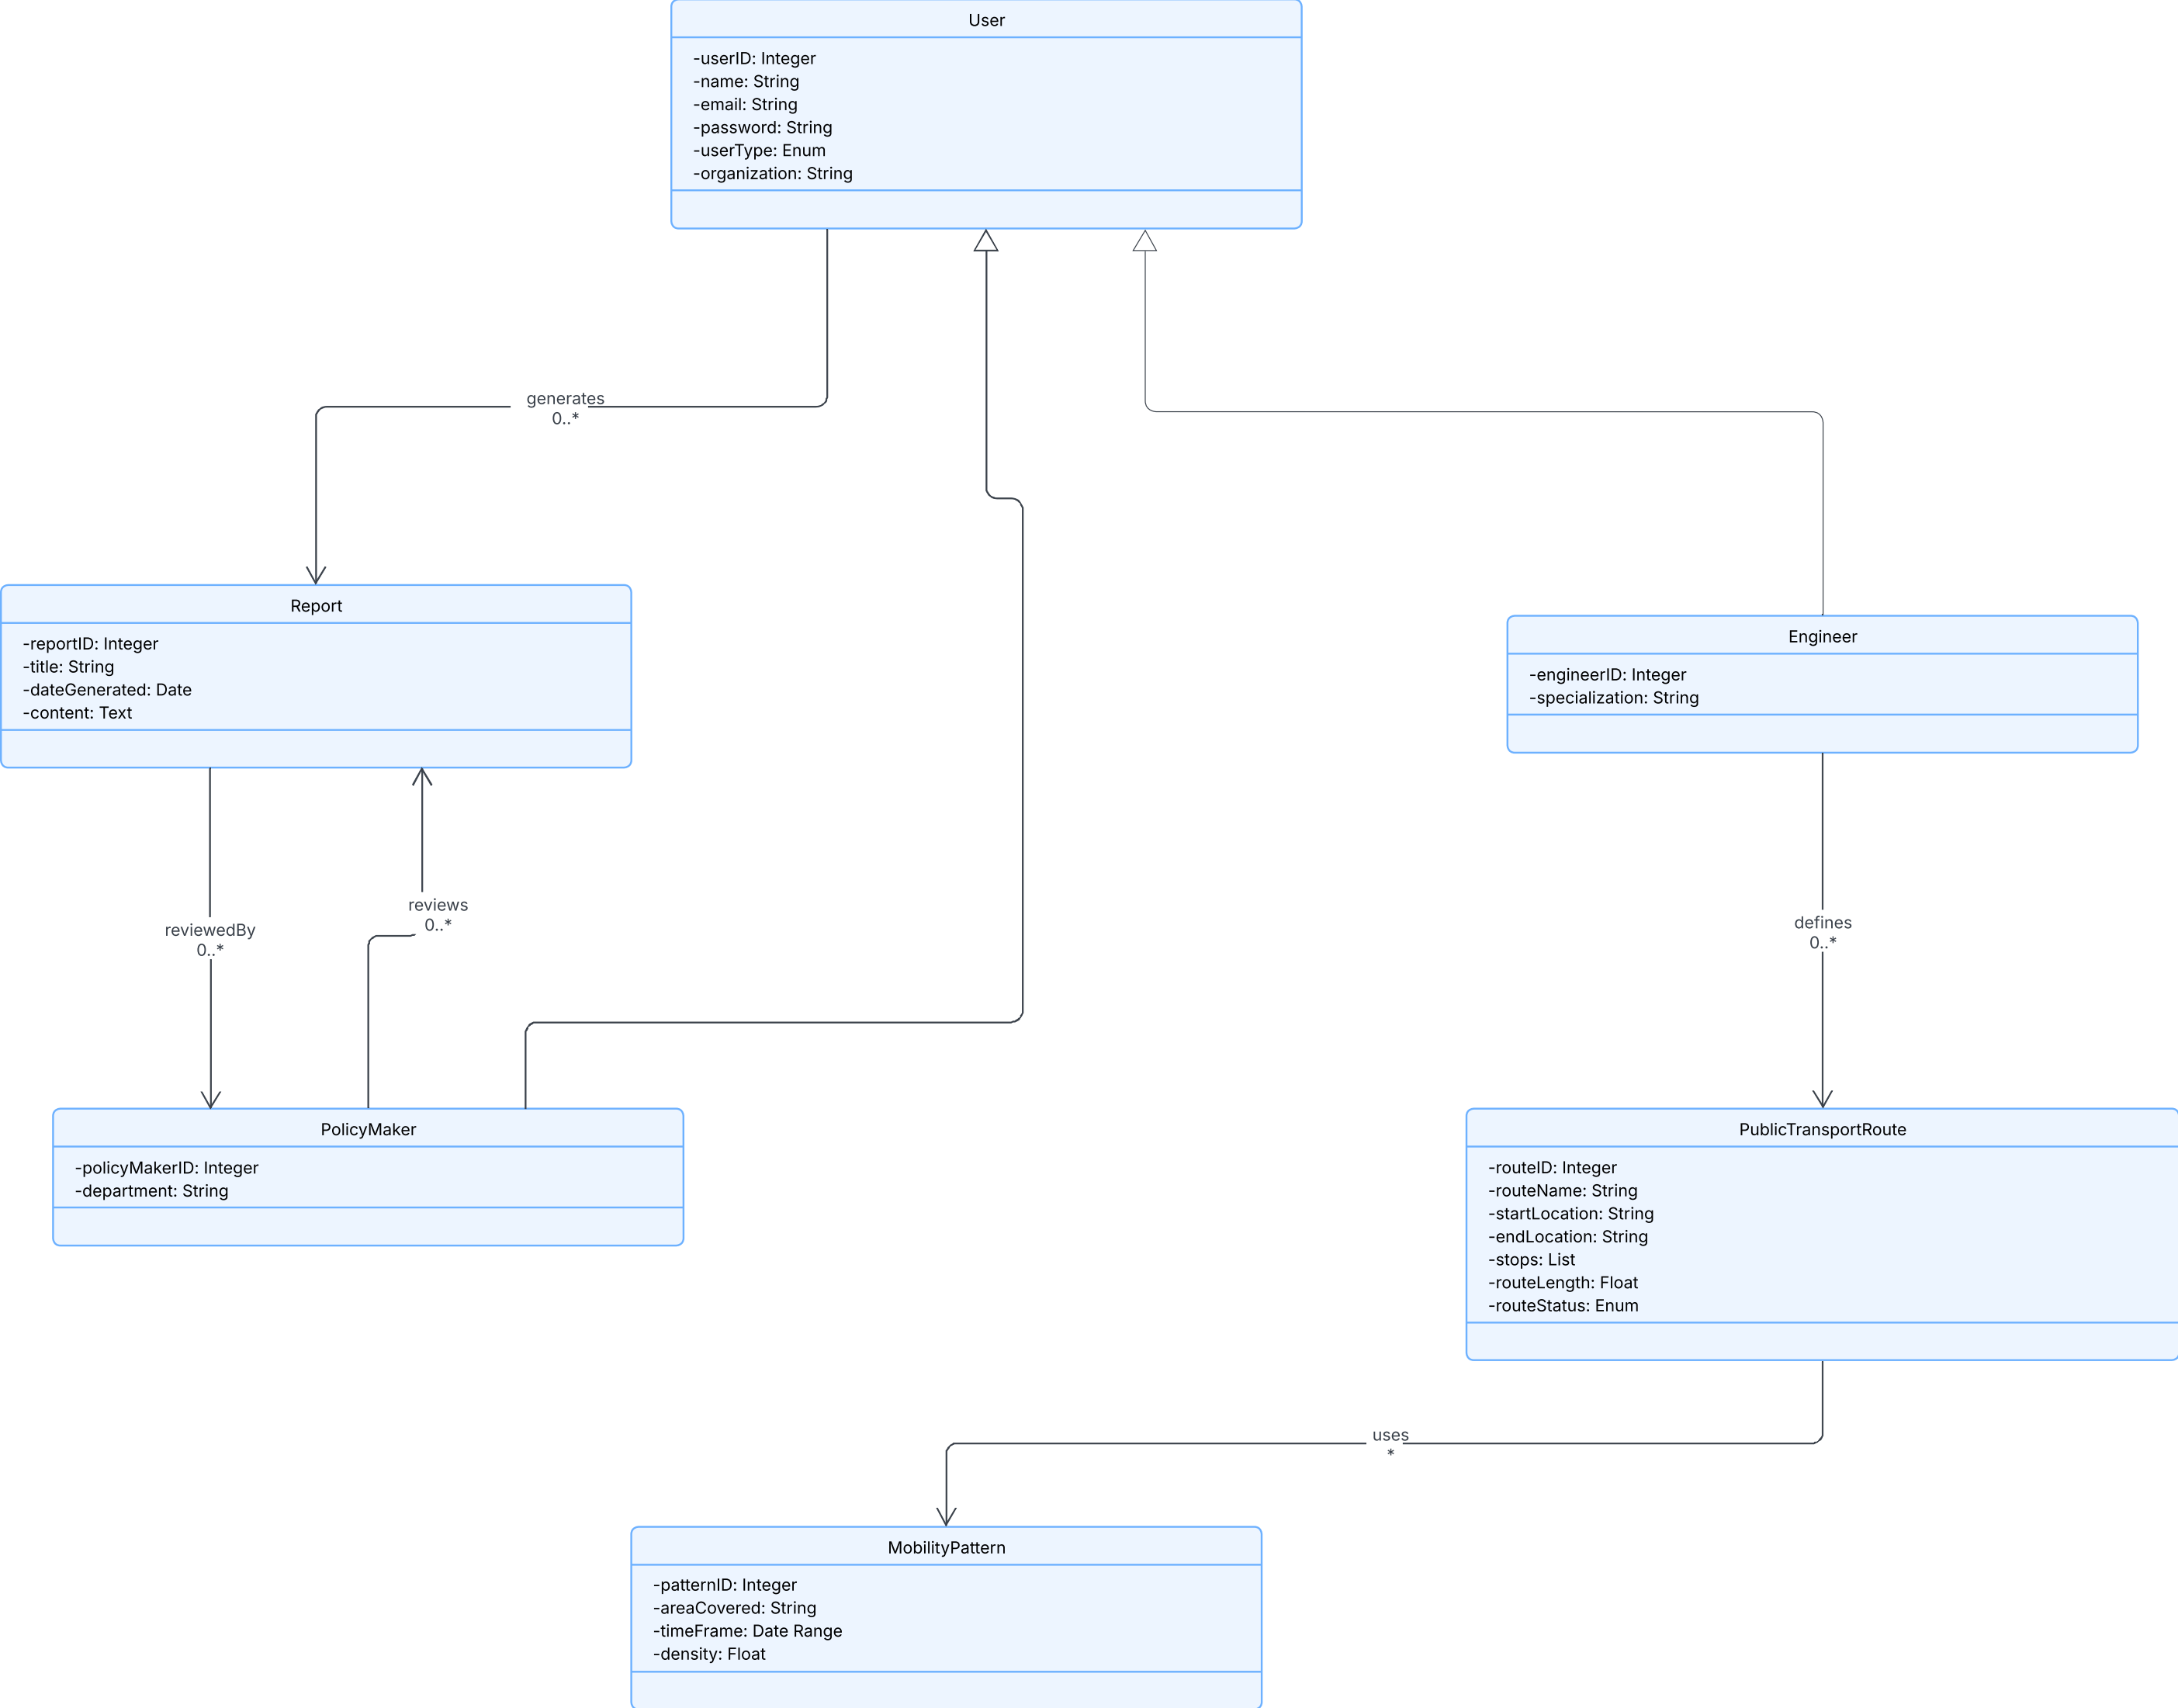 User
-userID: Integer
-name: String
-email: String
-password: String
-userType: Enum
-organization: String
generates
0..*
Report
-reportID: Integer
-title: String
-dateGenerated: Date
-content: Text
Engineer
-engineerID: Integer
-specialization: String
reviewedBy
0..*
reviews
0..*
defines
0..*
PolicyMaker
-policyMakerID: Integer
-department: String
PublicTransportRoute
-routeID: Integer
-routeName: String
-startLocation: String
-endLocation: String
-stops: List
-routeLength: Float
-routeStatus: Enum
uses
*
MobilityPattern
-patternID: Integer
-areaCovered: String
-timeFrame: Date Range
-density: Float